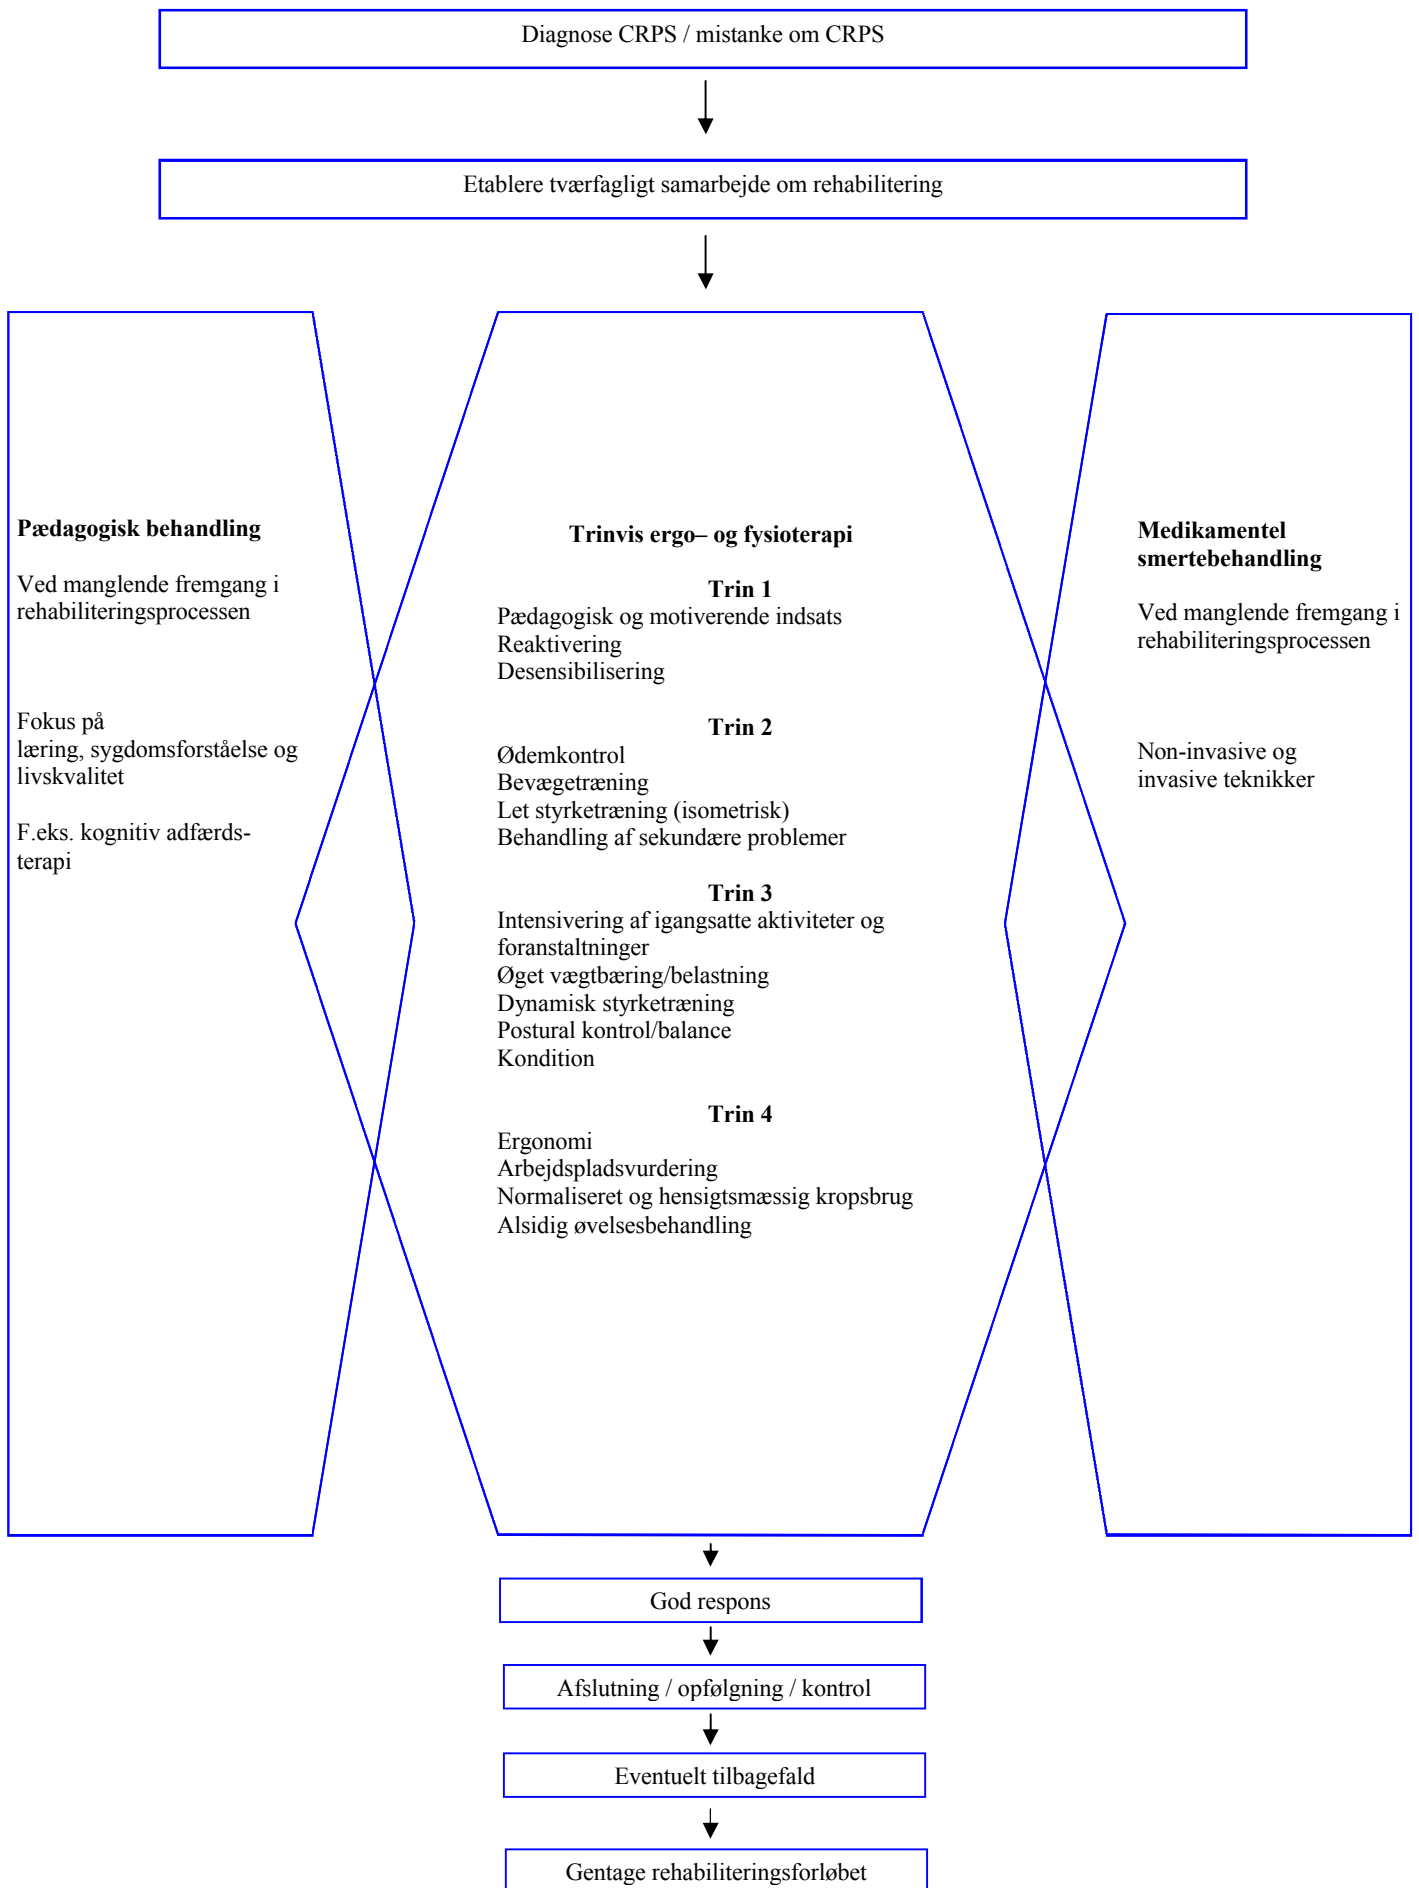 Diagnose CRPS / mistanke om CRPS
Etablere tværfagligt samarbejde om rehabilitering
Pædagogisk behandling
Ved manglende fremgang i
rehabiliteringsprocessen
Fokus på
læring, sygdomsforståelse og
livskvalitet
F.eks. kognitiv adfærds-
terapi
Trinvis ergo– og fysioterapi
Trin 1
Pædagogisk og motiverende indsats
Reaktivering
Desensibilisering
Trin 2
Ødemkontrol
Bevægetræning
Let styrketræning (isometrisk)
Behandling af sekundære problemer
Trin 3
Intensivering af igangsatte aktiviteter og
foranstaltninger
Øget vægtbæring/belastning
Dynamisk styrketræning
Postural kontrol/balance
Kondition
Trin 4
Ergonomi
Arbejdspladsvurdering
Normaliseret og hensigtsmæssig kropsbrug
Alsidig øvelsesbehandling
Medikamentel
smertebehandling
Ved manglende fremgang i
rehabiliteringsprocessen
Non-invasive og
invasive teknikker
God respons
Afslutning / opfølgning / kontrol
Eventuelt tilbagefald
Gentage rehabiliteringsforløbet